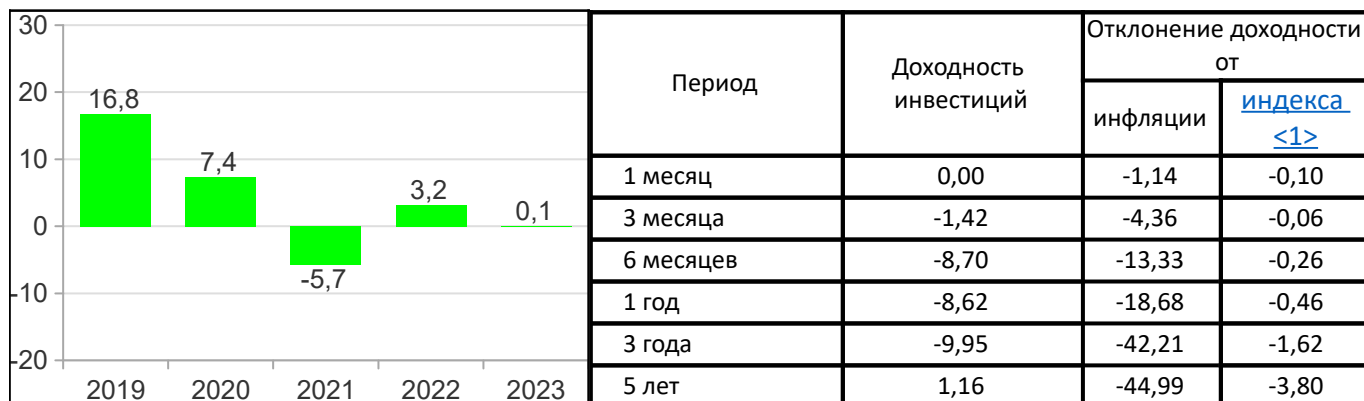 30
20
10
0
-10
-20
16,8
7,4
-5,7
3,2
0,1
2019 2020 2021 2022 2023
Период
Доходность
инвестиций
Отклонение доходности
от
инфляции
индекса
<1>
1 месяц 0,00 -1,14 -0,10
3 месяца -1,42 -4,36 -0,06
6 месяцев -8,70 -13,33 -0,26
1 год -8,62 -18,68 -0,46
3 года -9,95 -42,21 -1,62
5 лет 1,16 -44,99 -3,80